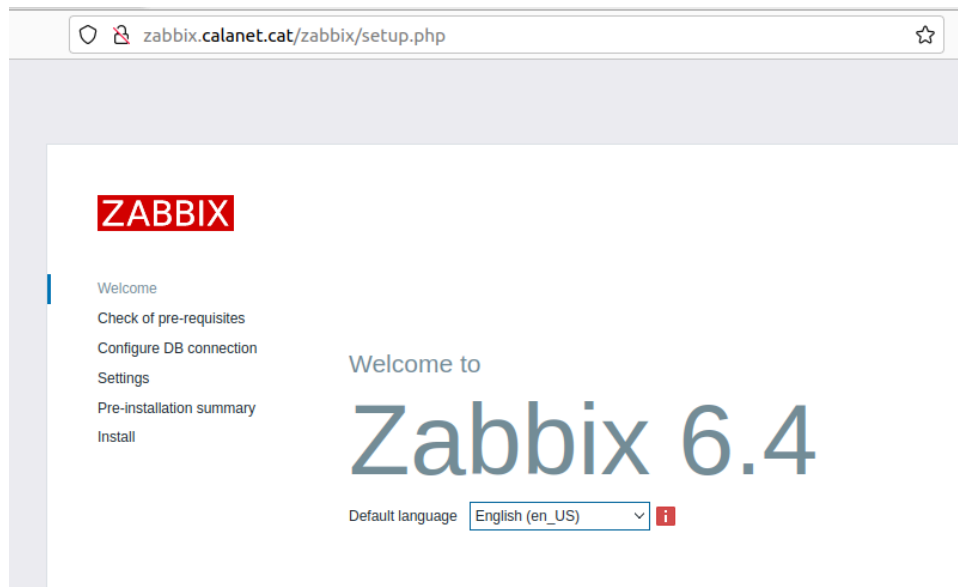 zabbix.calanet.cat/zabbix/setup.php
ZABBIX
Welcome
Check of pre-requisites
Configure DB connection
Settings
Pre-installation summary
Install
Welcome to
Zabbix 6.4
Default language English (en_US) i